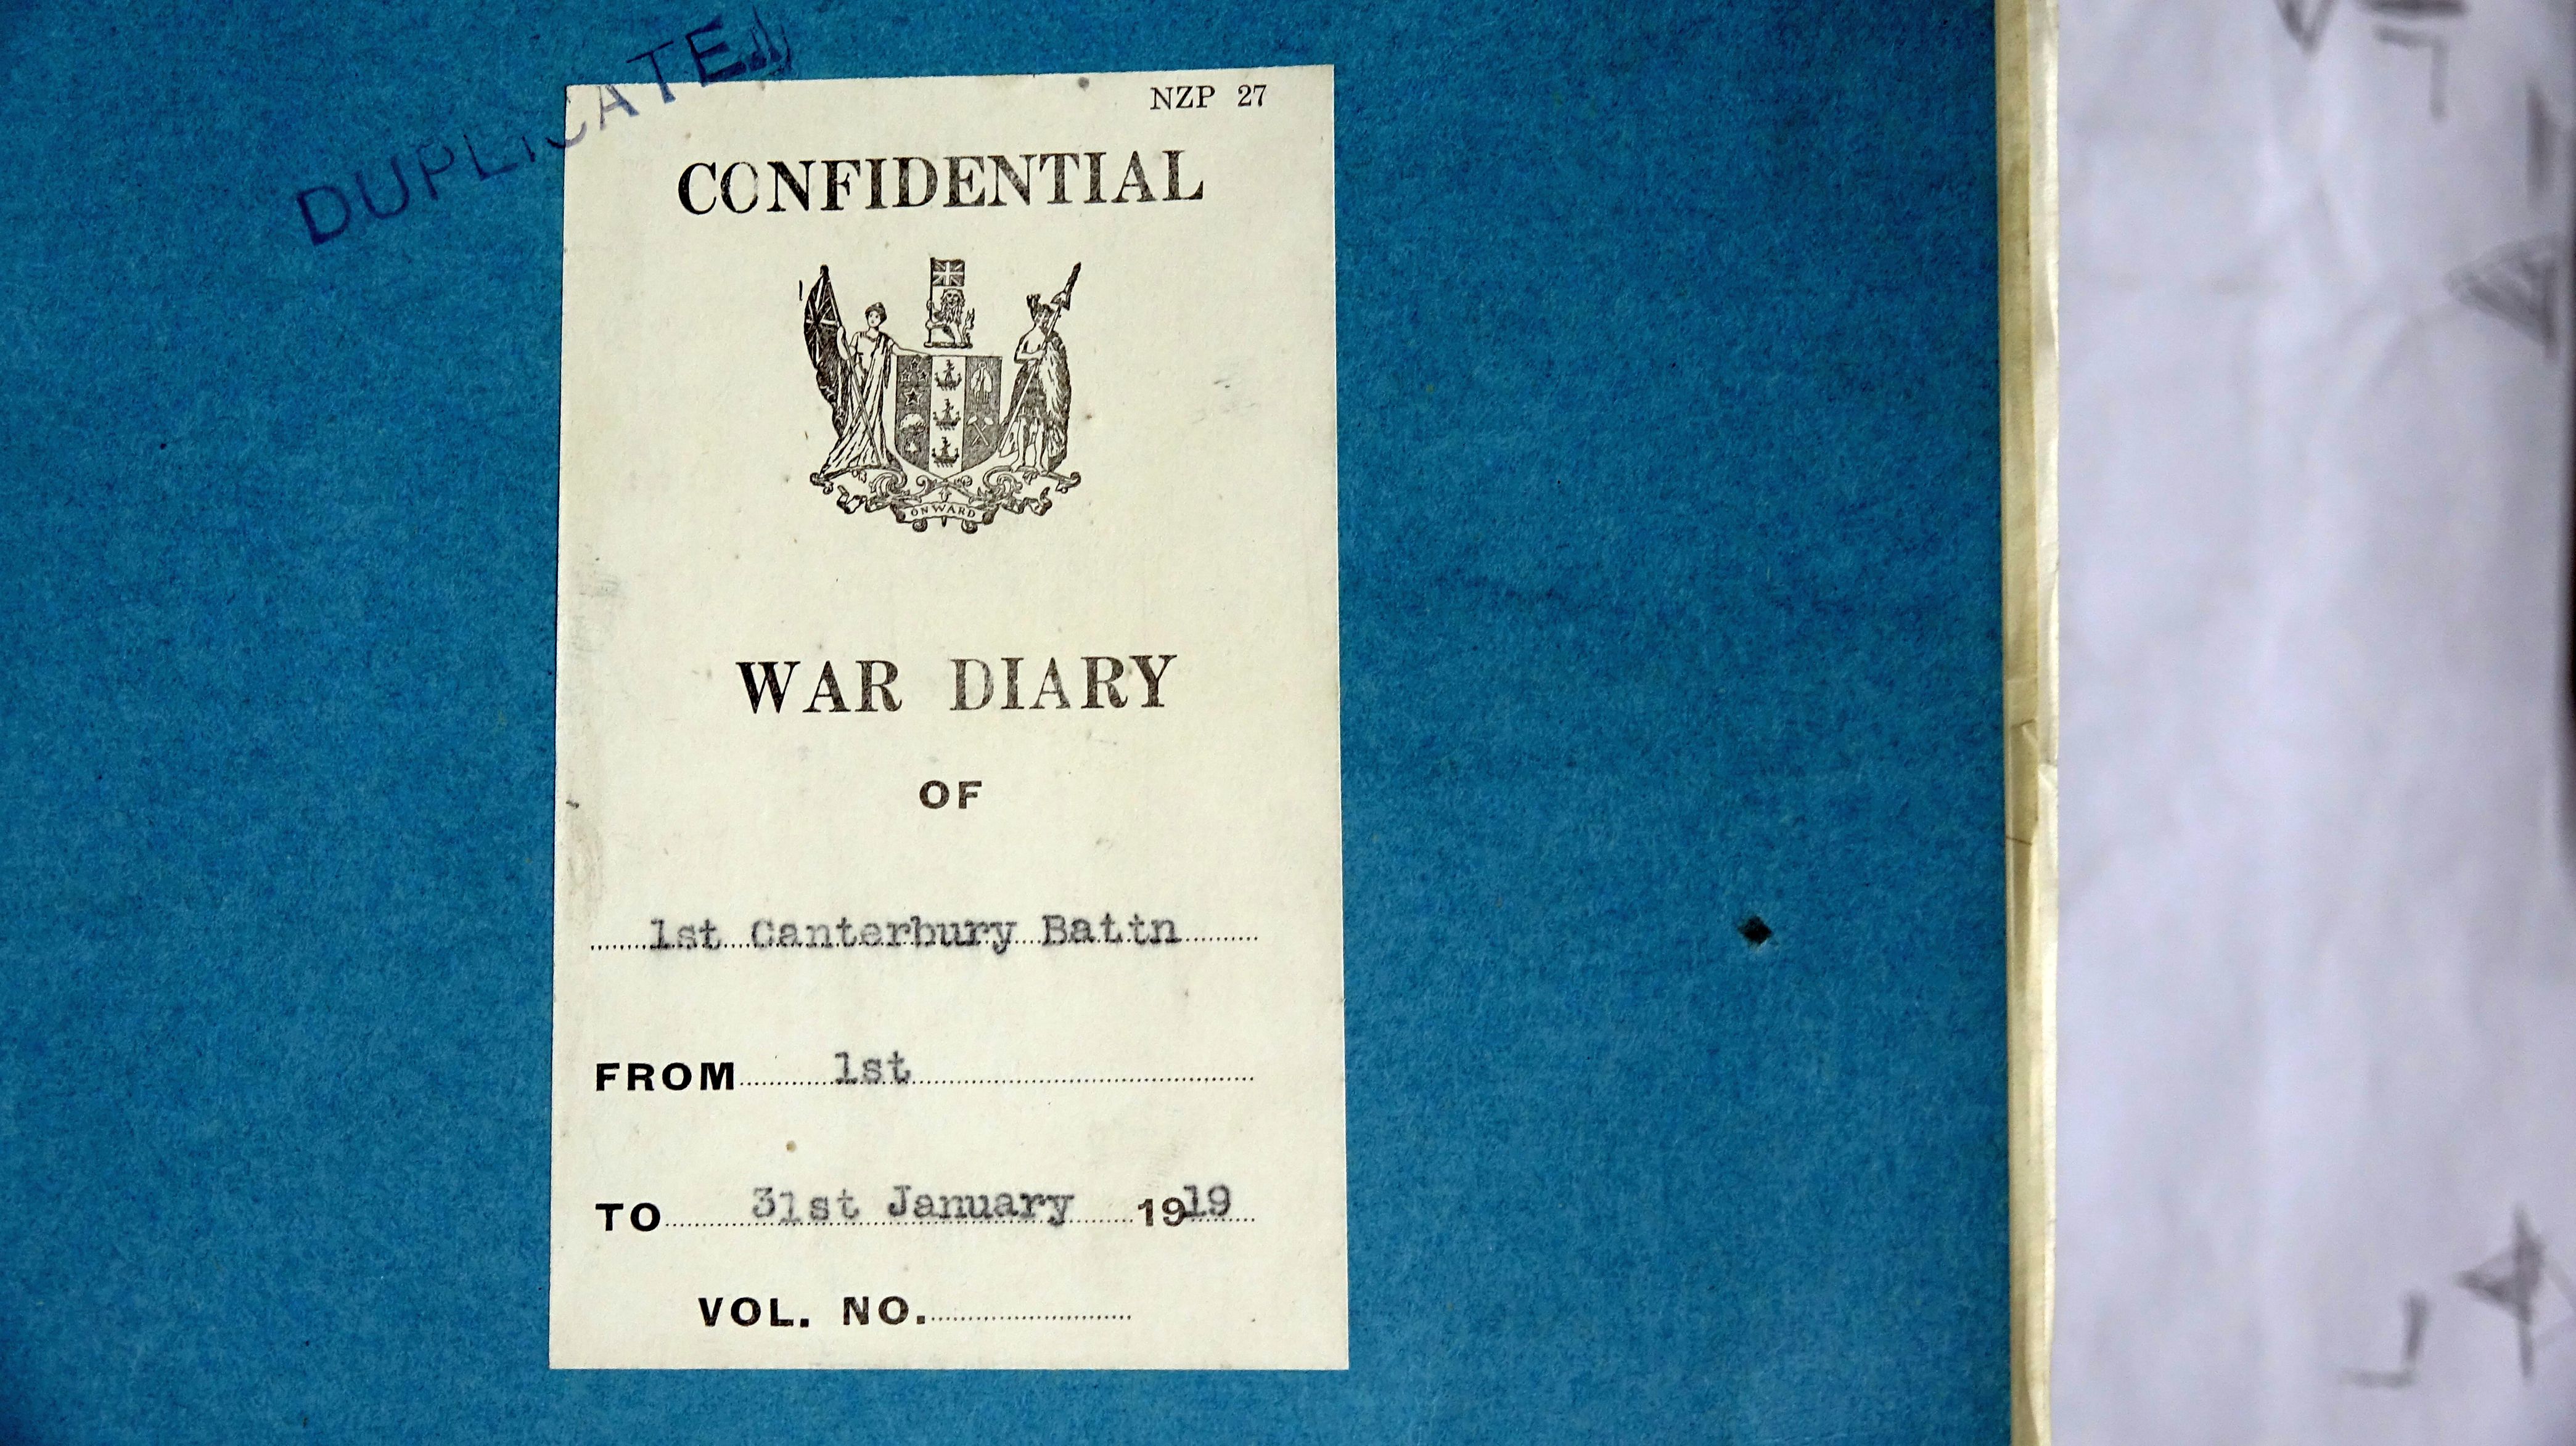 DUPLICATE
NZP 27
CONFIDENTIAL
ONWARD
WAR DIARY
OF
1st Canterbury Battn
FROM 1st
TO 31st January 1919
VOL. NO.